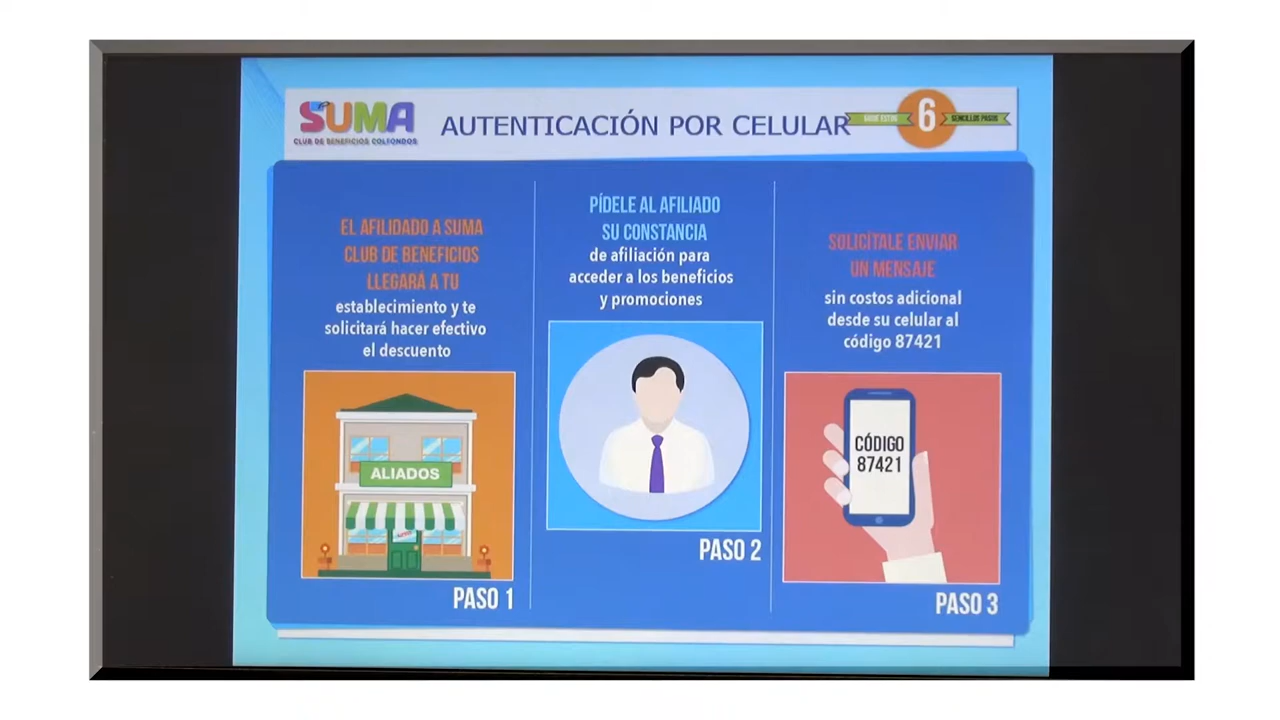 SUMA
CLUB DE BENEFICIOS COLFONDOS
AUTENTICACIÓN POR CELULAR
SIGUE ESTOS
6
SENCILLOS PASOS
EL AFILIDADO A SUMA
CLUB DE BENEFICIOS
LLEGARÁ A TU
establecimiento y te
solicitará hacer efectivo
el descuento
ALIADOS
PASO 1
PÍDELE AL AFILIADO
SU CONSTANCIA
de afiliación para
acceder a los beneficios
y promociones
PASO 2
SOLICÍTALE ENVIAR
UN MENSAJE
sin costos adicional
desde su celular al
código 87421
CÓDIGO
87421
PASO 3